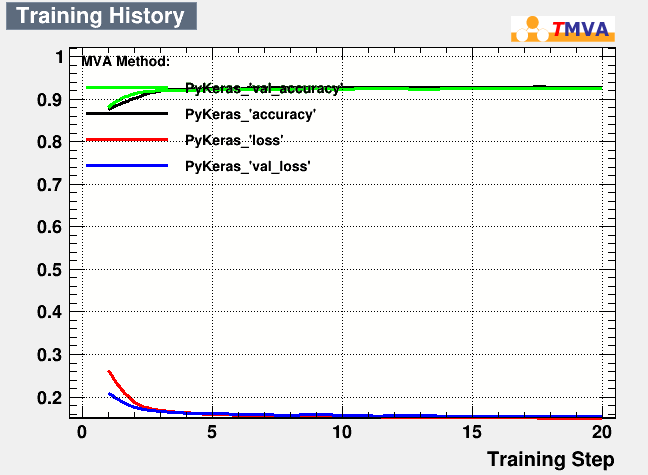 Training History
TMVA
MVA Method:
PyKeras_'val_accuracy'
PyKeras_'accuracy'
PyKeras_'loss'
PyKeras_'val_loss'
1
0.9
0.8
0.7
0.6
0.5
0.4
0.3
0.2
0 5 10 15 20
Training Step